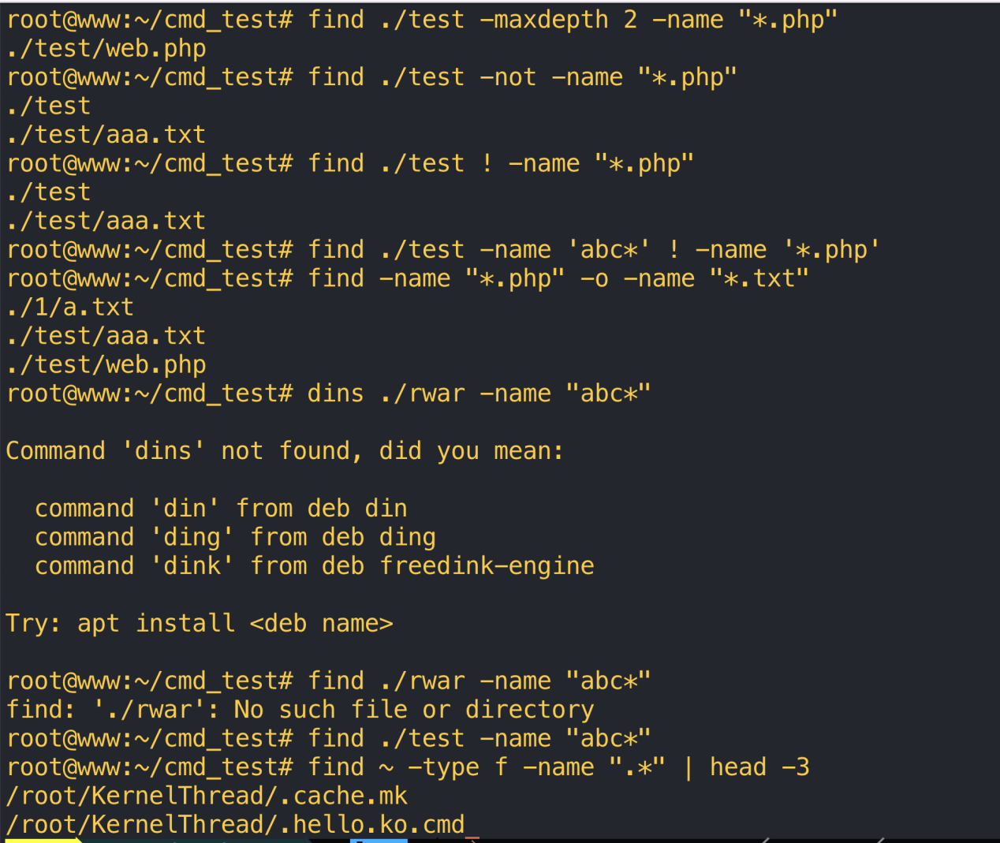 root@www:~/cmd_test# find ./test -maxdepth 2 -name "*.php"
./test/web.php
root@www:~/cmd_test# find ./test -not -name "*.php"
./test
./test/aaa.txt
root@www:~/cmd_test# find ./test ! -name "*.php"
./test
./test/aaa.txt
root@www:~/cmd_test# find ./test -name 'abc*' ! -name '*.php'
root@www:~/cmd_test# find -name "*.php" -o -name "*.txt"
./1/a.txt
./test/aaa.txt
./test/web.php
root@www:~/cmd_test# dins ./rwar -name "abc*"

Command 'dins' not found, did you mean:

  command 'din' from deb din
  command 'ding' from deb ding
  command 'dink' from deb freedink-engine

Try: apt install <deb name>

root@www:~/cmd_test# find ./rwar -name "abc*"
find: './rwar': No such file or directory
root@www:~/cmd_test# find ./test -name "abc*"
root@www:~/cmd_test# find ~ -type f -name ".*" | head -3
/root/KernelThread/.cache.mk
/root/KernelThread/.hello.ko.cmd